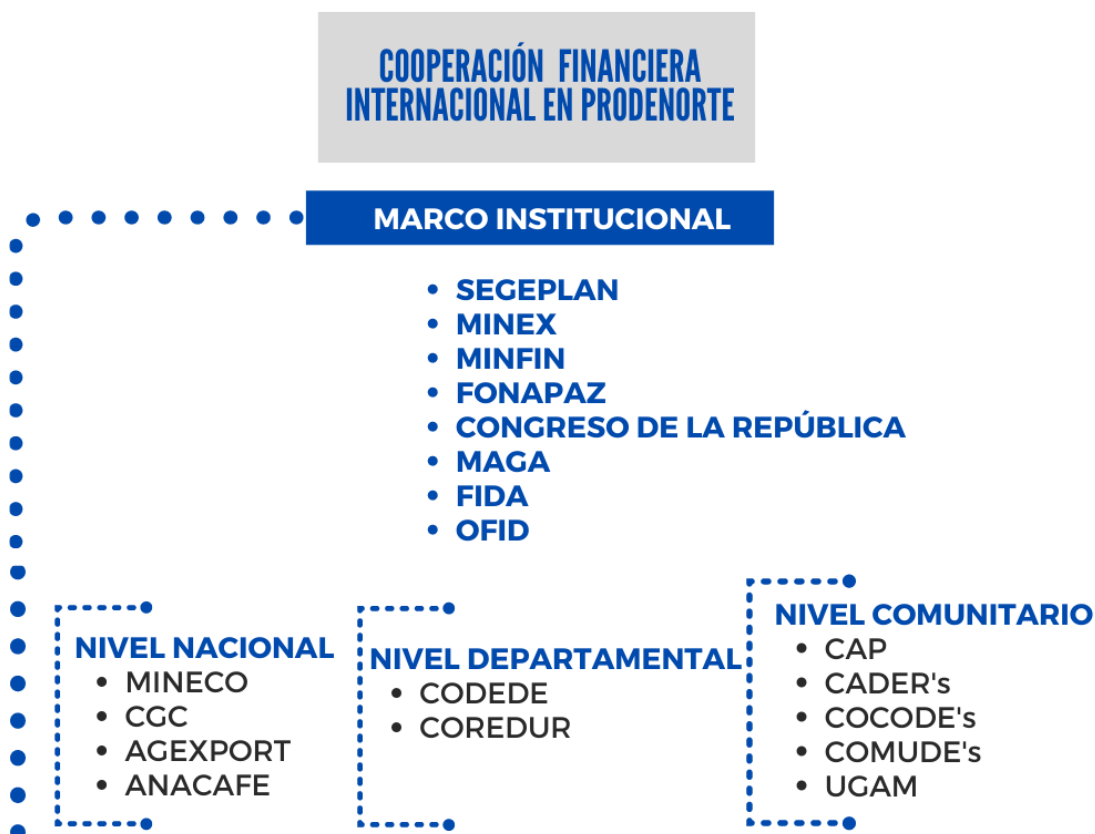 COOPERACIÓN FINANCIERA
INTERNACIONAL EN PRODENORTE
MARCO INSTITUCIONAL
• SEGEPLAN
• MINEX
• MINFIN
• FONAPAZ
• CONGRESO DE LA REPÚBLICA
• MAGA
• FIDA
• OFID
NIVEL NACIONAL
• MINECO
• CGC
• AGEXPORT
• ANACAFE
NIVEL DEPARTAMENTAL
• CODEDE
• COREDUR
NIVEL COMUNITARIO
• CAP
• CADER's
• COCODE's
• COMUDE's
• UGAM